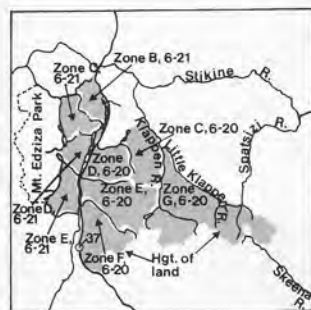 Zone B, 6-21
Zone C
6-21
Stikine R.
Mt. Edziza Park
Klappan R.
Zone C, 6-20
Little Klappen R.
Spatsizi R.
Zone D, 6-20
Zone E, 6-20
Zone G, 6-20
Zone D, 6-21
Zone E, 6-21
37
Zone F, 6-20
Hgt. of land
Skeena R.